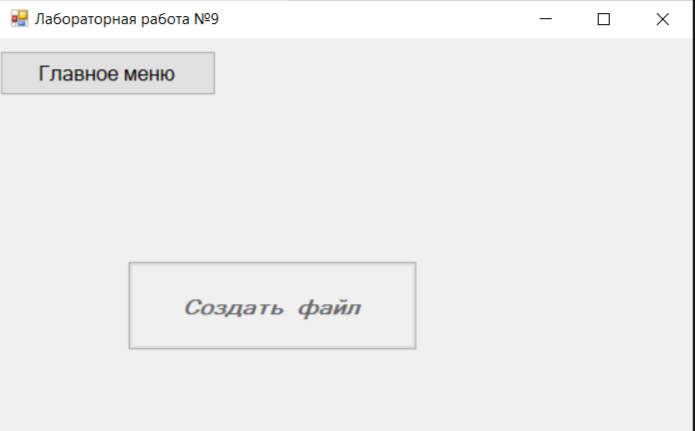 Лабораторная работа №9
Главное меню
Создать файл